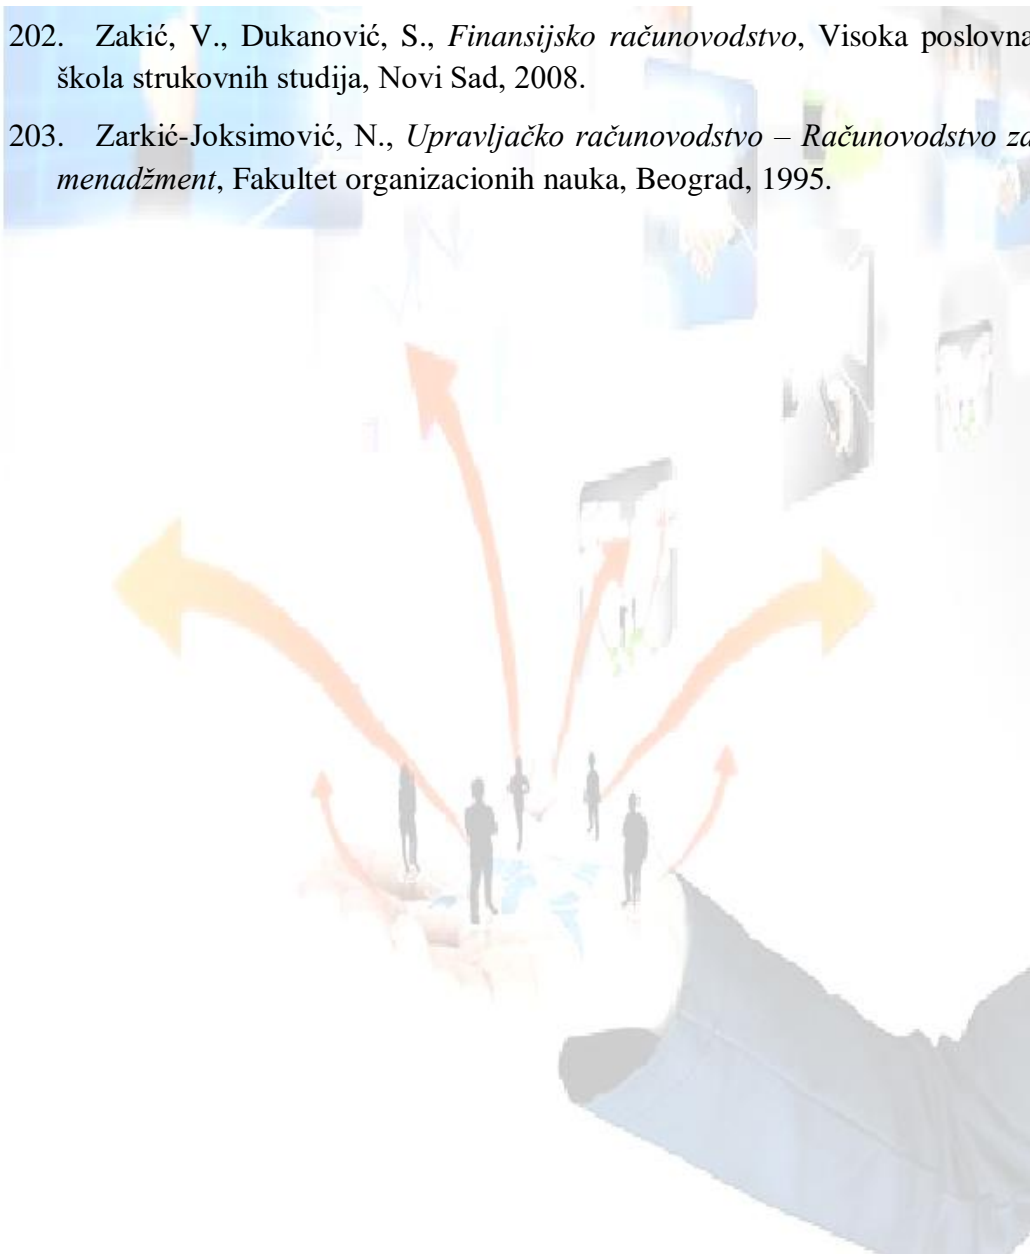 202. Zakić, V., Dukanović, S., Finansijsko računovodstvo, Visoka poslovna
škola strukovnih studija, Novi Sad, 2008.
203. Zarkić-Joksimović, N., Upravljačko računovodstvo – Računovodstvo za
menadžment, Fakultet organizacionih nauka, Beograd, 1995.